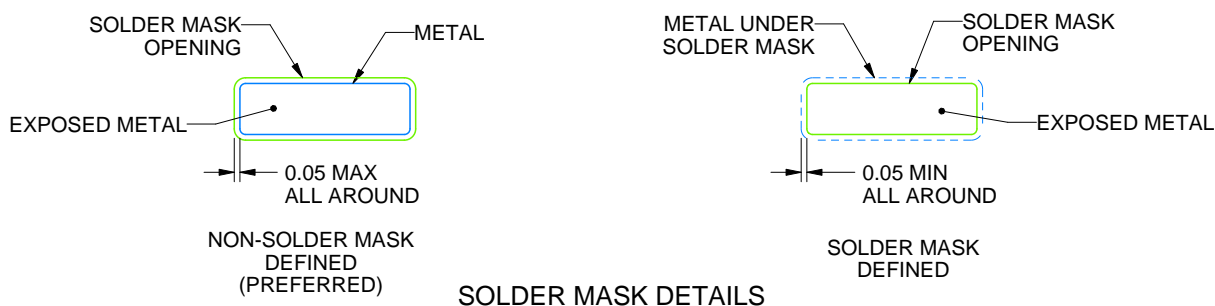 SOLDER MASK
OPENING
METAL
EXPOSED METAL
0.05 MAX
ALL AROUND
NON-SOLDER MASK
DEFINED
(PREFERRED)
METAL UNDER
SOLDER MASK
SOLDER MASK
OPENING
EXPOSED METAL
0.05 MIN
ALL AROUND
SOLDER MASK
DEFINED
SOLDER MASK DETAILS